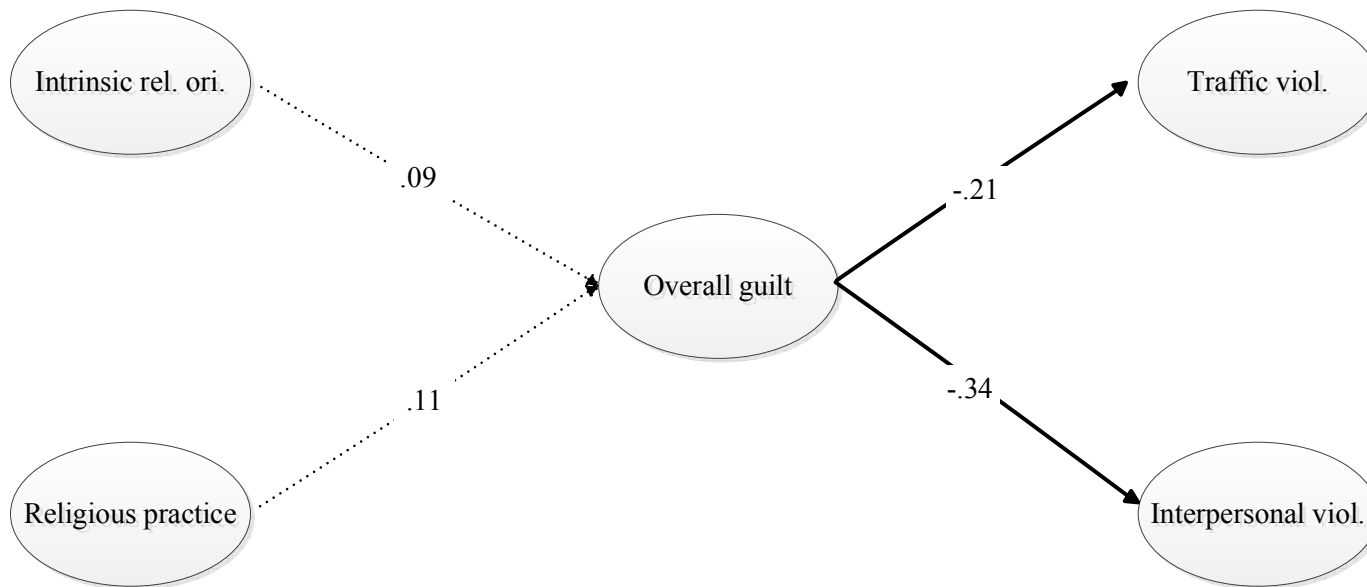 Intrinsic rel. ori.
Traffic viol.
.09
-.21
Overall guilt
.11
-.34
Religious practice
Interpersonal viol.